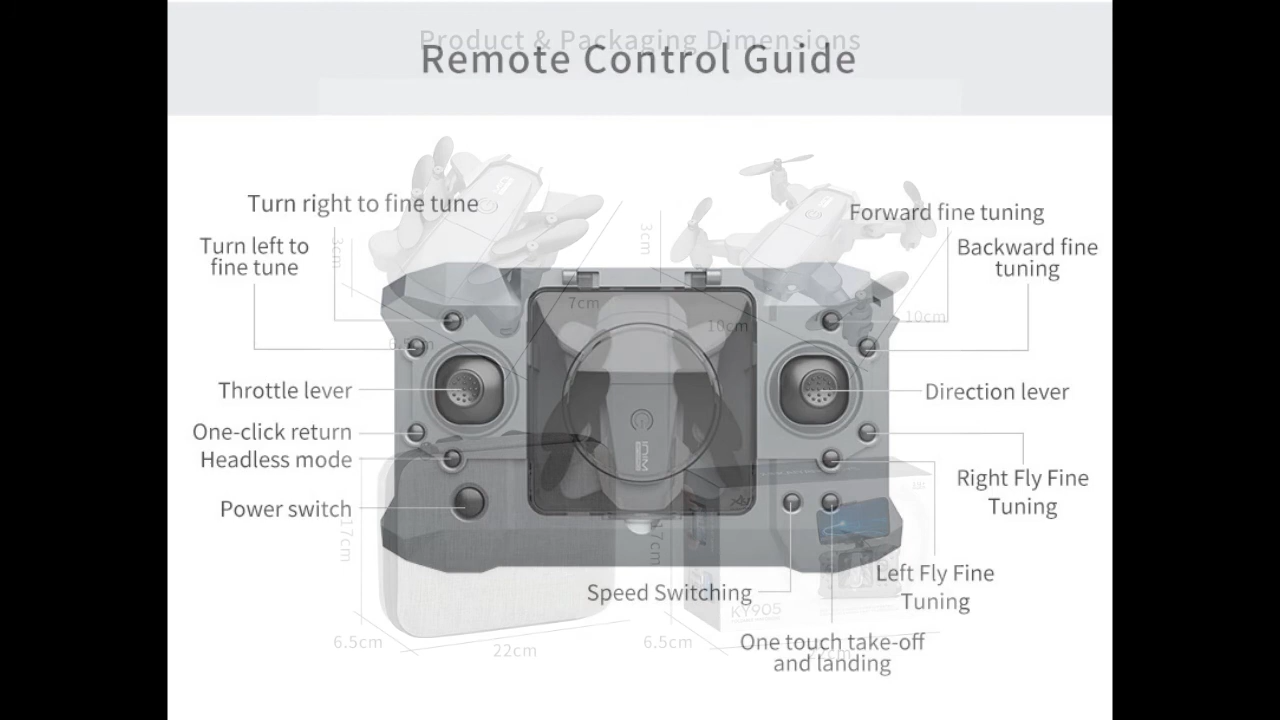 Product & Packaging Dimensions
Remote Control Guide
Turn right to fine tune
Forward fine tuning
Turn left to
fine tune
Backward fine
tuning
3cm
3cm
7cm
10cm
10cm
Throttle lever
Direction lever
One-click return
Headless mode
Right Fly Fine
Tuning
Power switch
17cm
17cm
MINI
Left Fly Fine
Tuning
Speed Switching
KY905
One touch take-off
and landing
6.5cm
22cm
6.5cm
22cm